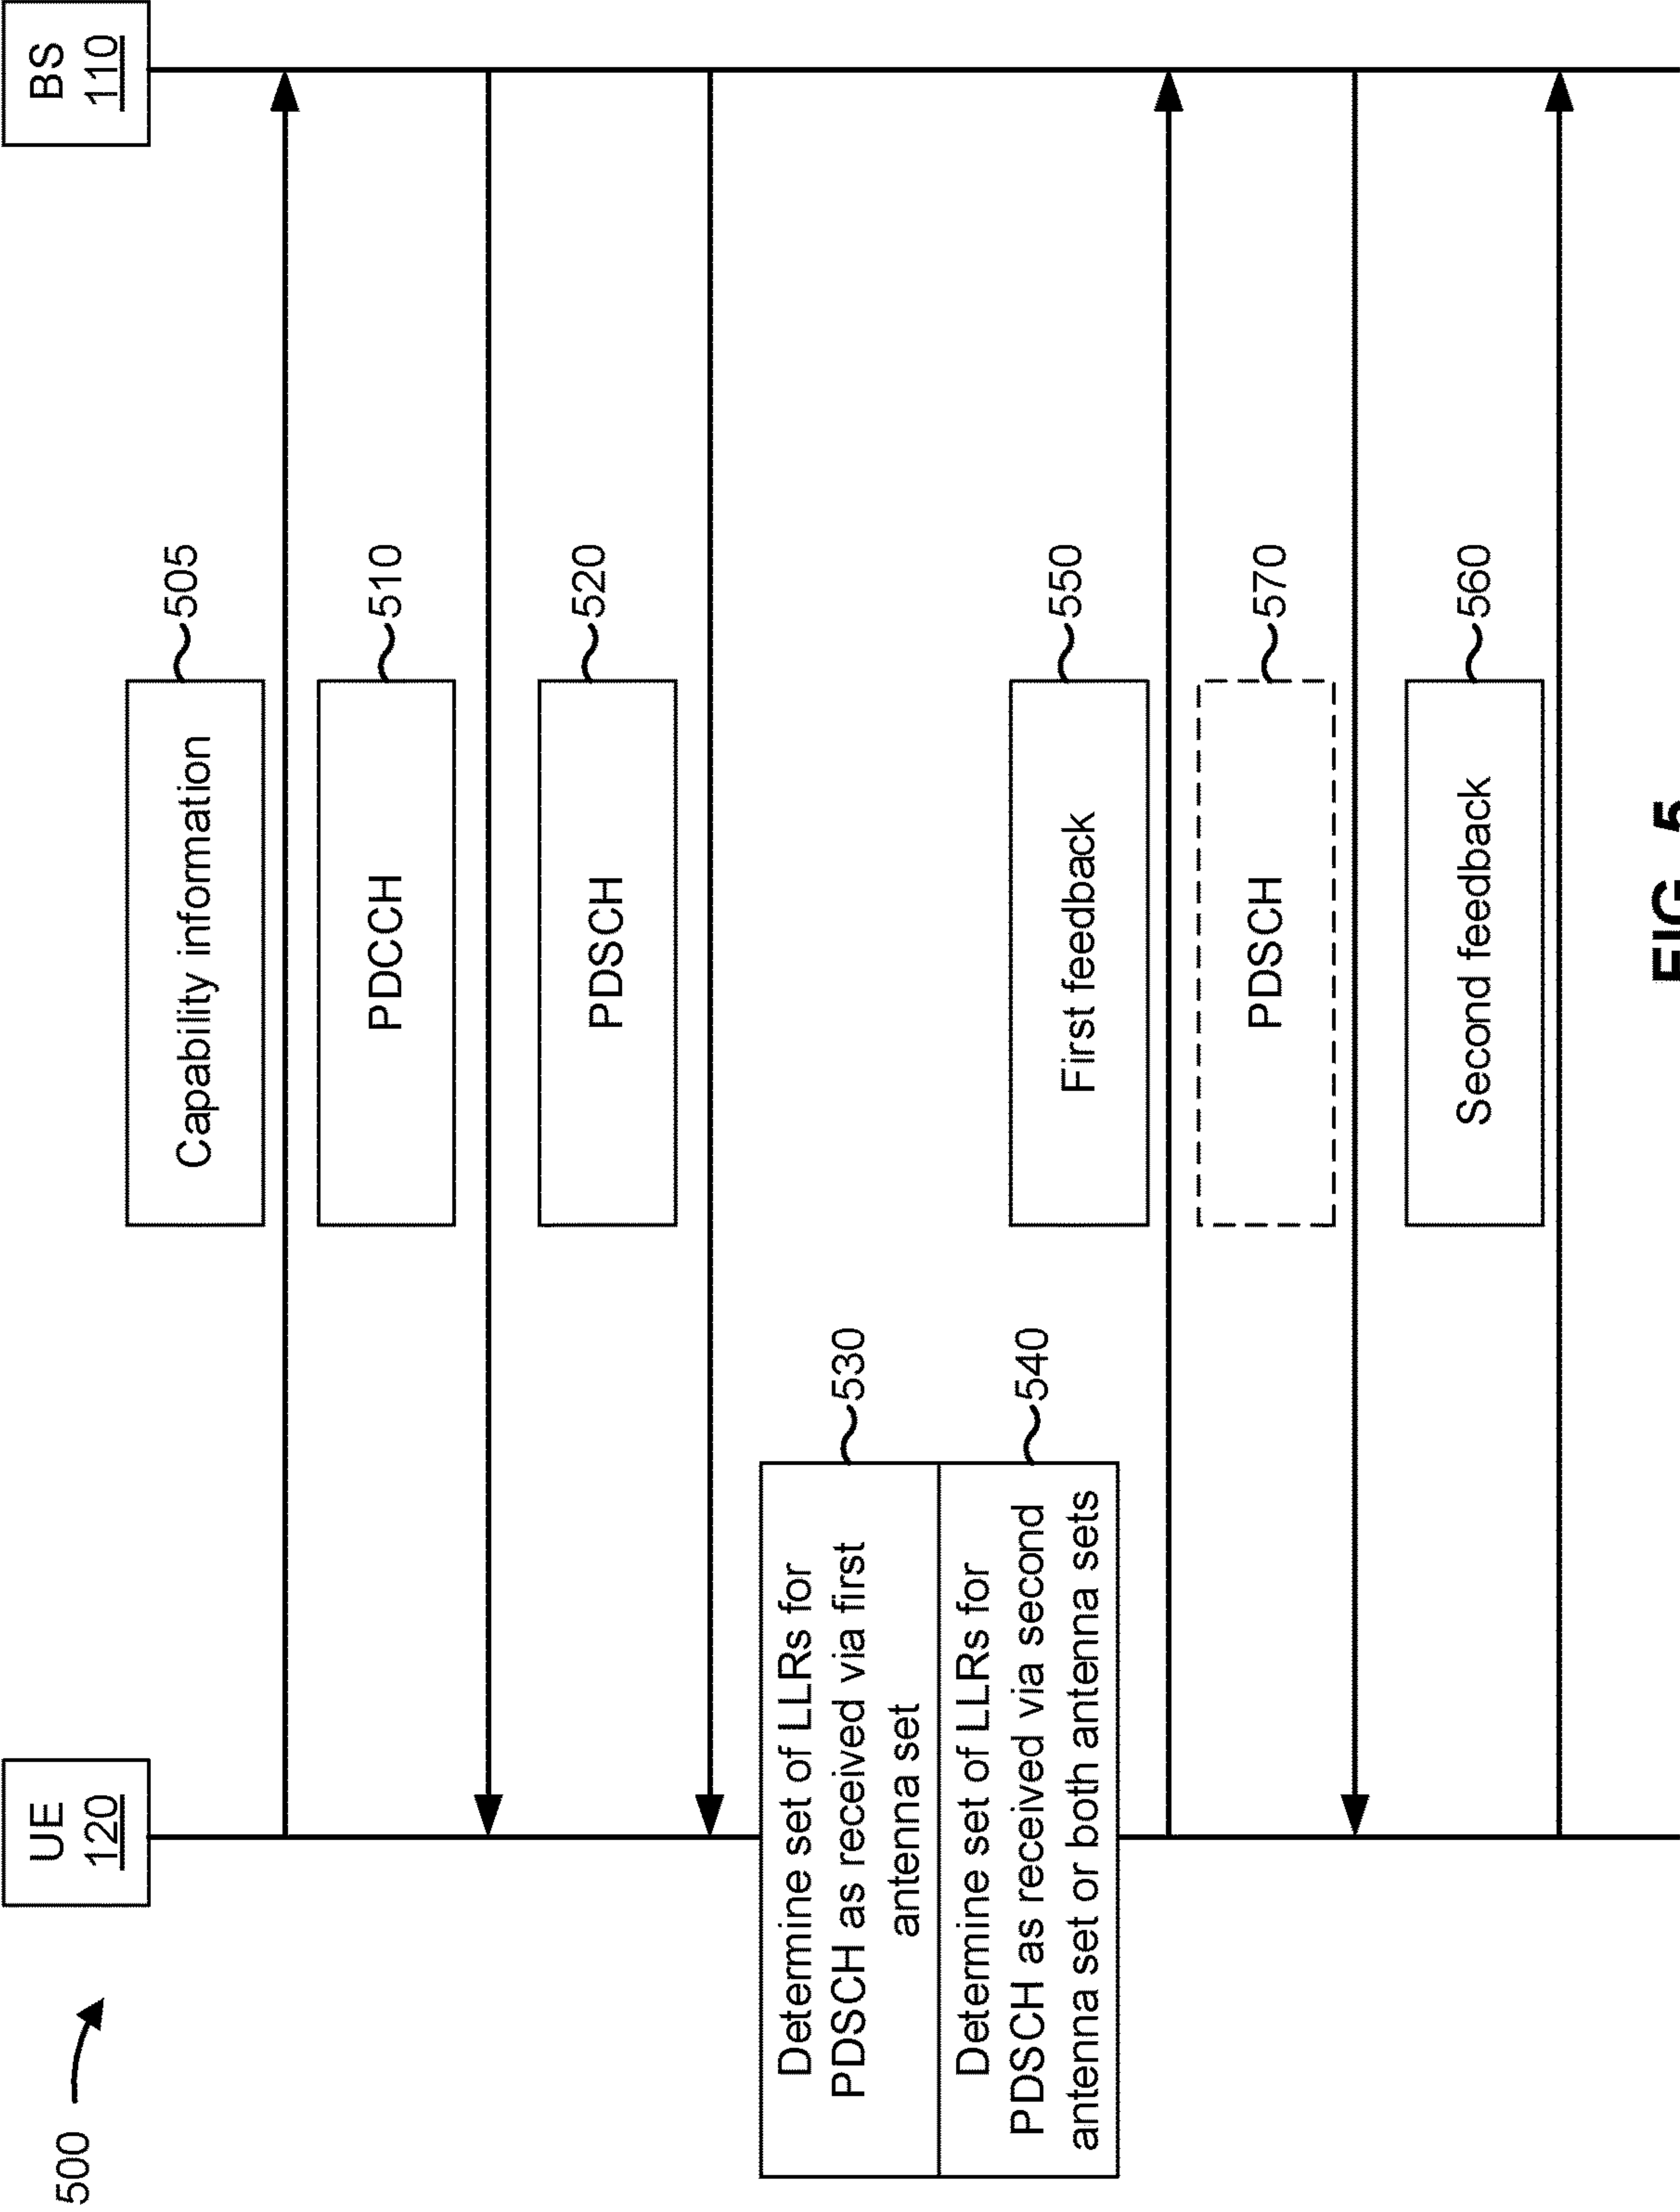 500
UE
120
BS
110
Capability information
505
PDCCH
510
PDSCH
520
Determine set of LLRs for
PDSCH as received via first
antenna set
530
Determine set of LLRs for
PDSCH as received via second
antenna set or both antenna sets
540
First feedback
550
PDSCH
570
Second feedback
560
FIG. 5